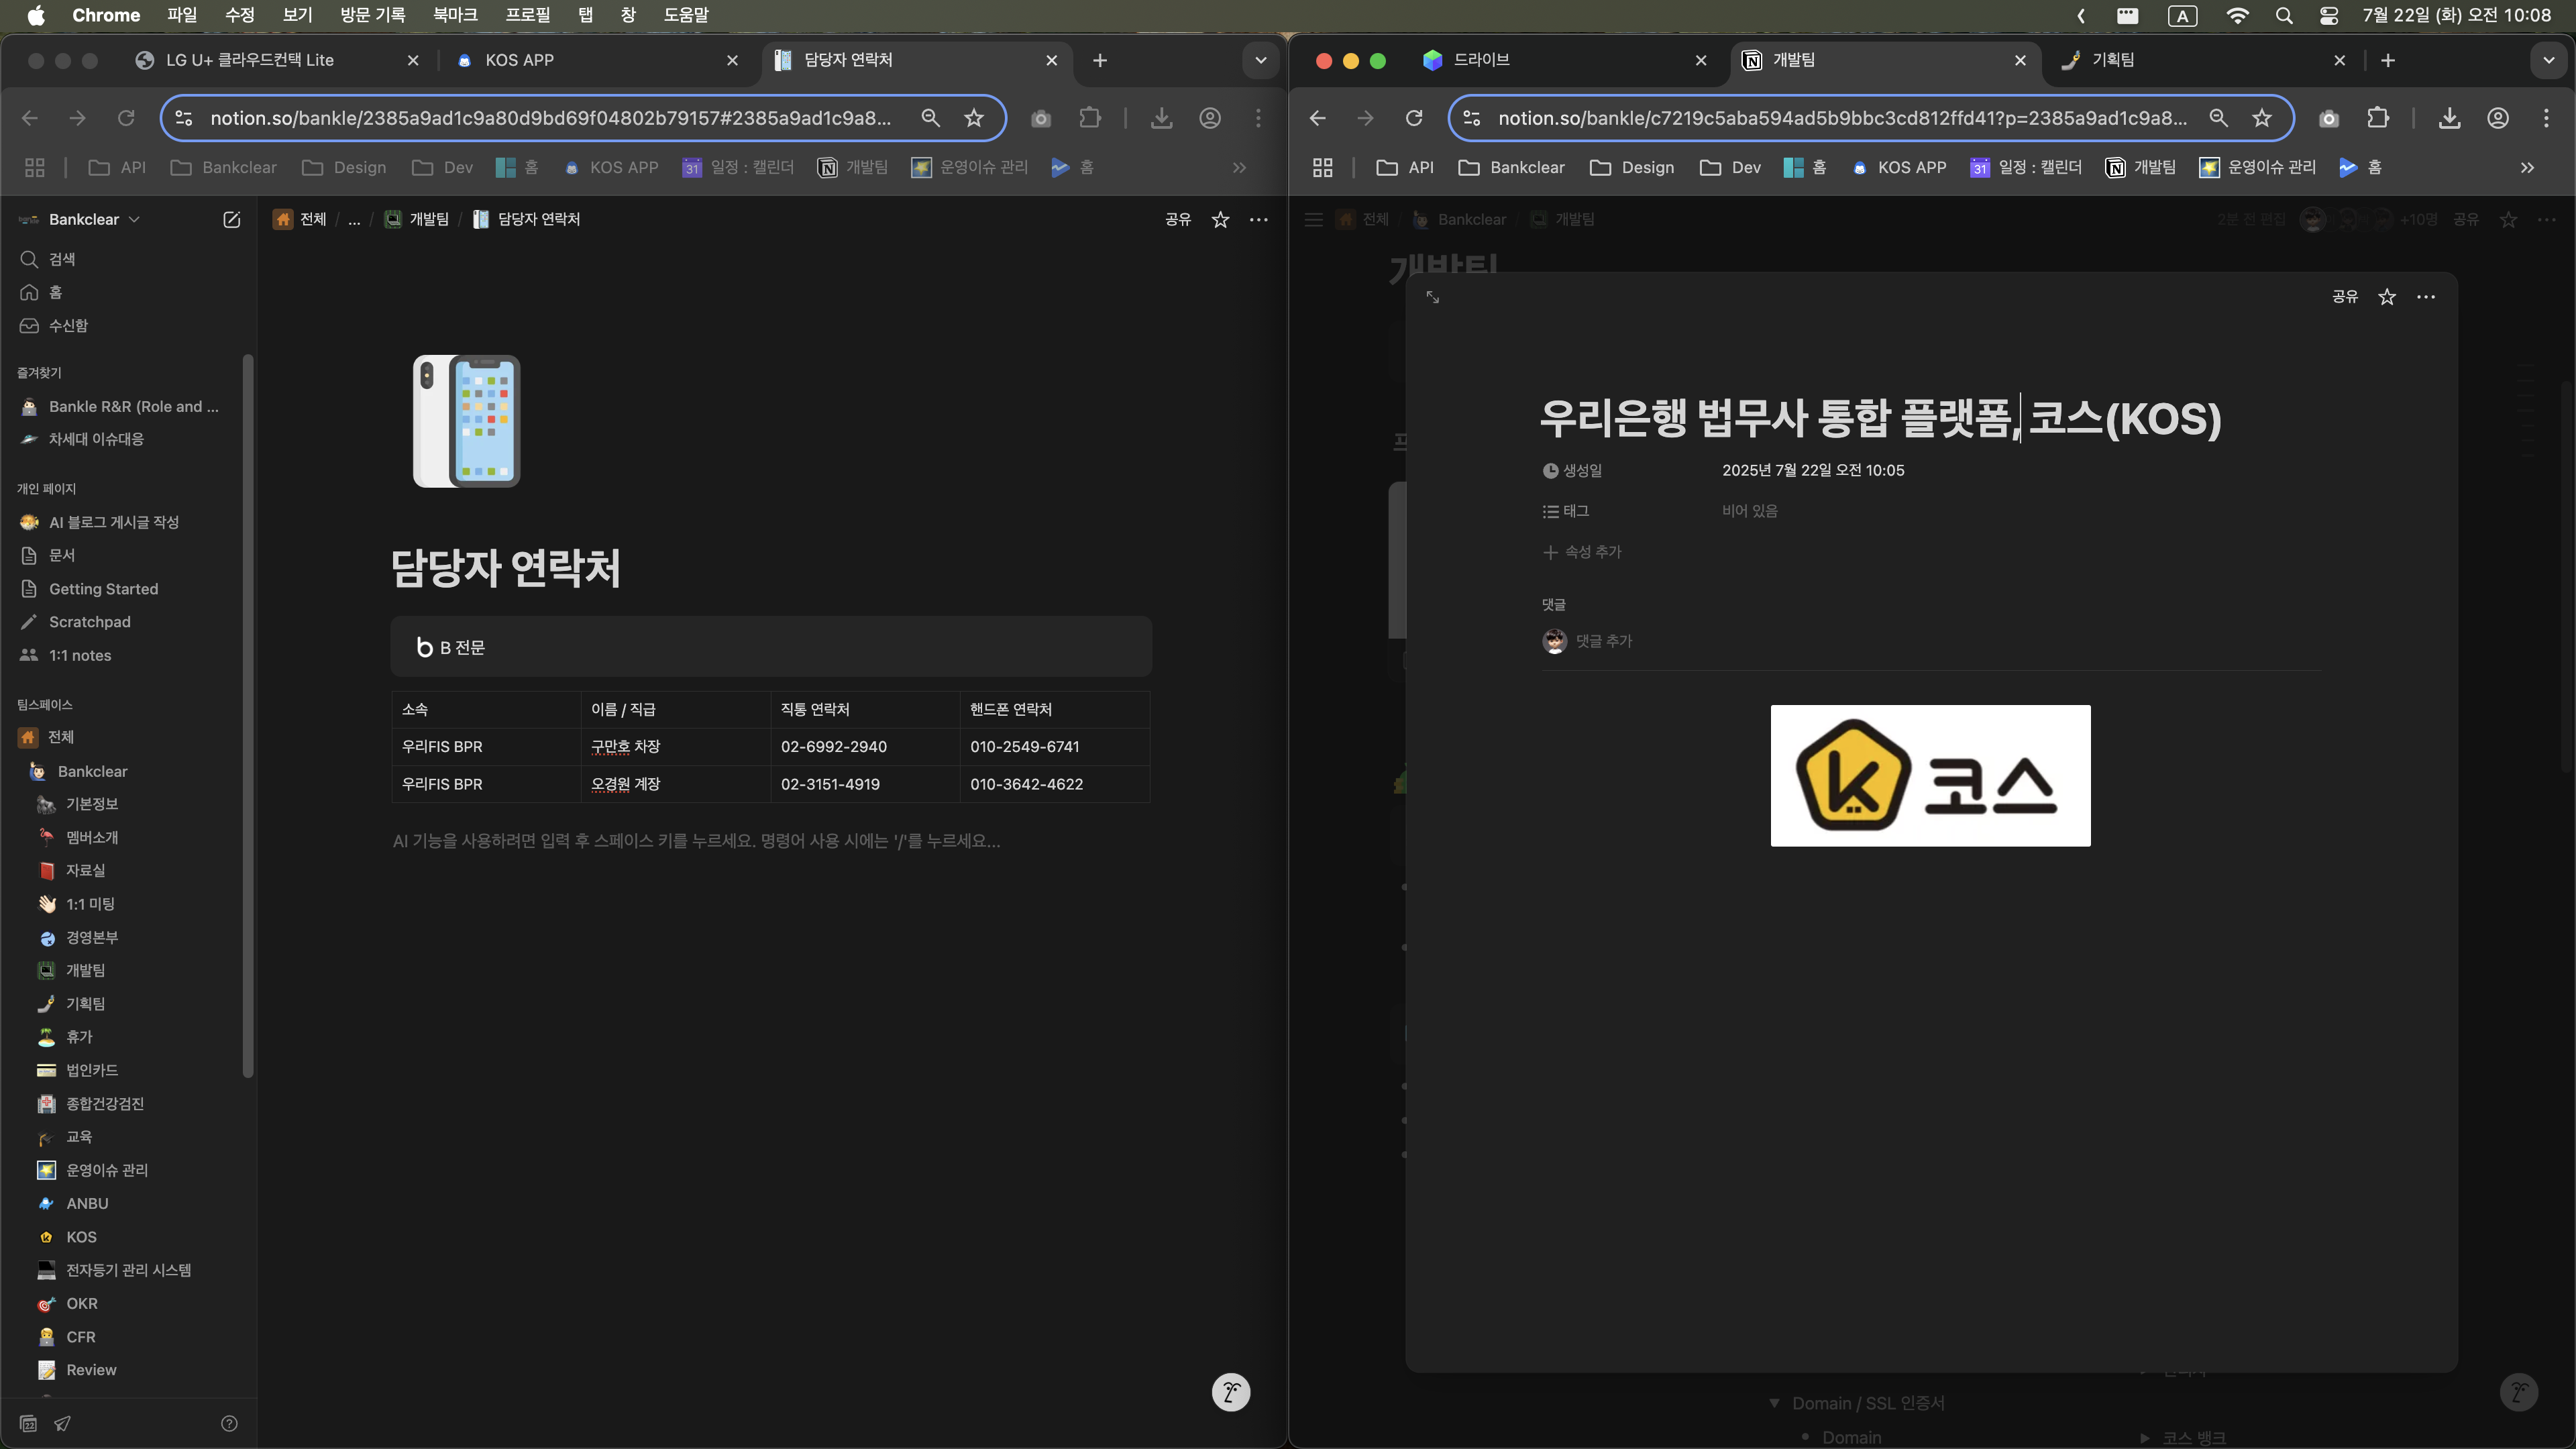 Chrome 파일 수정 보기 방문 기록 북마크 프로필 탭 창 도움말 A 7월 22일 (화) 오전 10:08
LG U+ 클라우드컨택 Lite KOS APP 담당자 연락처
notion.so/bankle/2385a9ad1c9a80d9bd69f04802b79157#2385a9ad1c9a8...
API Bankclear Design Dev 홈 KOS APP 31 일정 : 캘린더 개발팀 운영이슈 관리 홈
Bankclear
검색
홈
수신함
즐겨찾기
Bankle R&R (Role and ...
차세대 이슈대응
개인 페이지
AI 블로그 게시글 작성
문서
Getting Started
Scratchpad
1:1 notes
팀스페이스
전체
Bankclear
기본정보
멤버소개
자료실
1:1 미팅
경영본부
개발팀
기획팀
휴가
법인카드
종합건강검진
교육
운영이슈 관리
ANBU
KOS
전자등기 관리 시스템
OKR
CFR
Review
22
전체 / ... / 개발팀 / 담당자 연락처 공유
담당자 연락처
B 전문
소속 이름 / 직급 직통 연락처 핸드폰 연락처
우리FIS BPR 구만호 차장 02-6992-2940 010-2549-6741
우리FIS BPR 오경원 계장 02-3151-4919 010-3642-4622
AI 기능을 사용하려면 입력 후 스페이스 키를 누르세요. 명령어 사용 시에는 '/'를 누르세요...
드라이브 개발팀 기획팀
notion.so/bankle/c7219c5aba594ad5b9bbc3cd812ffd41?p=2385a9ad1c9a8...
API Bankclear Design Dev 홈 KOS APP 31 일정 : 캘린더 개발팀 운영이슈 관리 홈
전체 / Bankclear / 개발팀 2분 전 편집 +10명 공유
개발팀
공유
우리은행 법무사 통합 플랫폼, 코스(KOS)
생성일 2025년 7월 22일 오전 10:05
태그 비어 있음
속성 추가
댓글
댓글 추가
k 코스
Domain / SSL 인증서
Domain
코스 뱅크